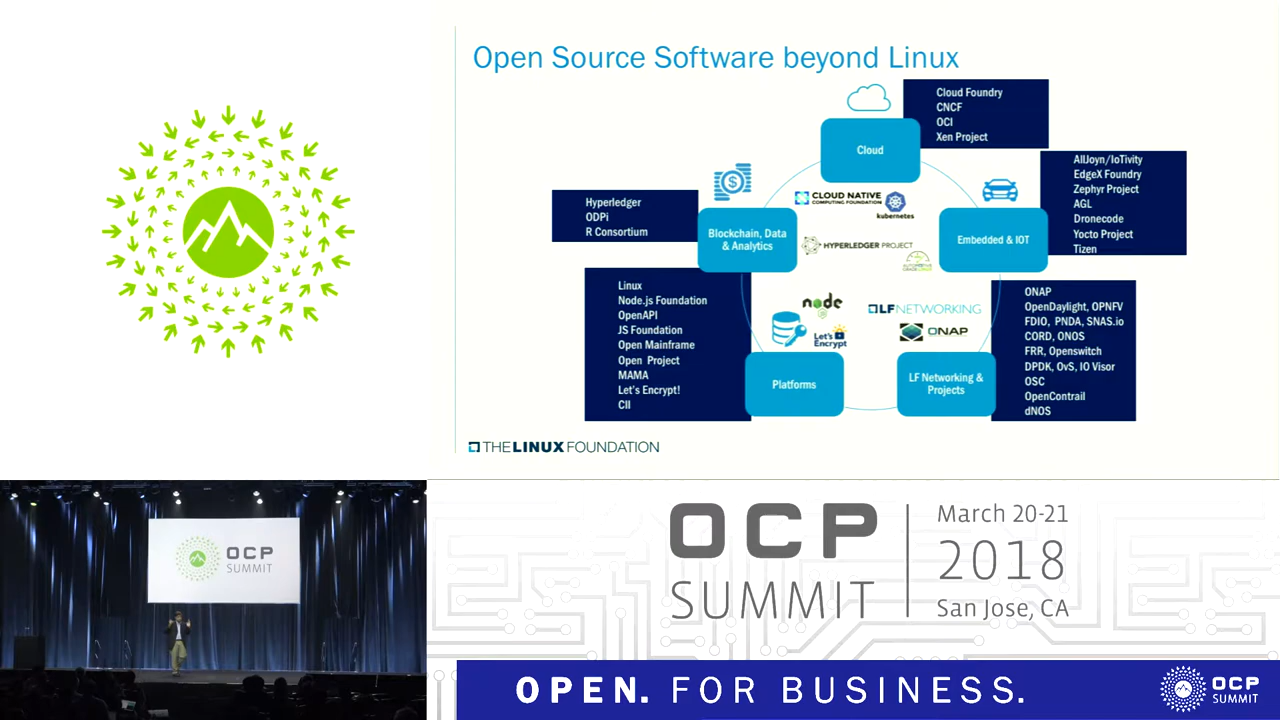 Open Source Software beyond Linux
Cloud Foundry
CNCF
OCI
Xen Project
Cloud
AllJoyn/IoTivity
EdgeX Foundry
Zephyr Project
AGL
Dronecode
Yocto Project
Tizen
Hyperledger
ODPi
R Consortium
Blockchain, Data
& Analytics
CLOUD NATIVE
COMPUTING FOUNDATION
kubernetes
Embedded & IOT
HYPERLEDGER PROJECT
AUTOMOTIVE
GRADE LINUX
Linux
Node.js Foundation
OpenAPI
JS Foundation
Open Mainframe
Open Project
MAMA
Let's Encrypt!
CII
node
LFNETWORKING
Let's
Encrypt
ONAP
ONAP
OpenDaylight, OPNFV
FDIO, PNDA, SNAS.io
CORD, ONOS
FRR, Openswitch
DPDK, OvS, IO Visor
OSC
OpenContrail
dNOS
Platforms
LF Networking &
Projects
THE LINUX FOUNDATION
OCP
SUMMIT
OCP
SUMMIT
March 20-21
2018
San Jose, CA
OPEN. FOR BUSINESS.
OCP
SUMMIT